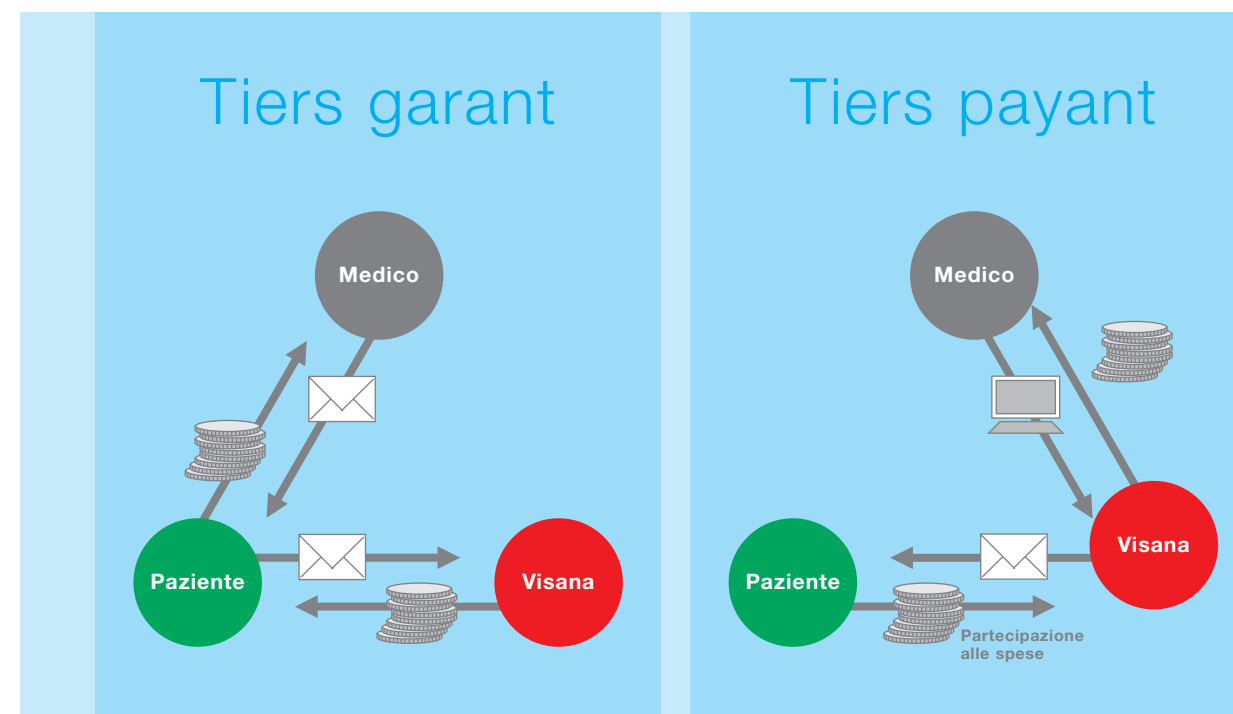 Tiers garant
Medico
Paziente
Visana
Tiers payant
Medico
Visana
Paziente
Partecipazione
alle spese